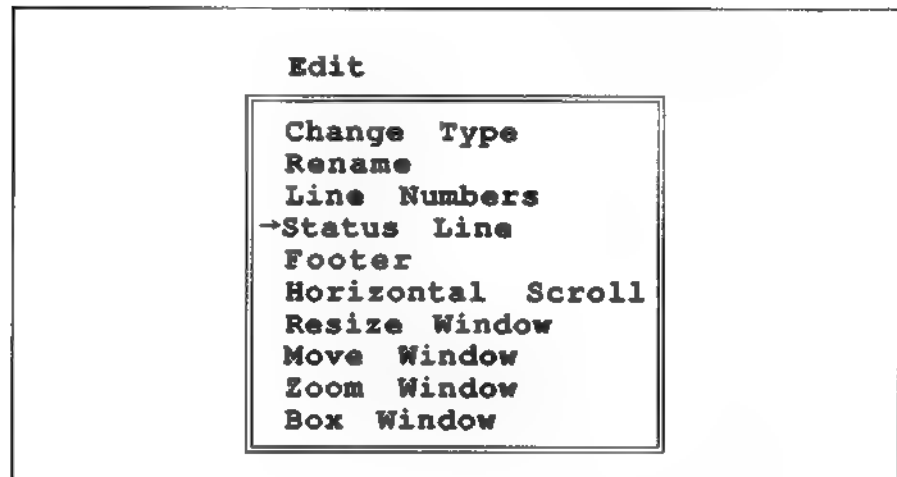 Edit
Change Type
Rename
Line Numbers
→Status Line
Footer
Horizontal Scroll
Resize Window
Move Window
Zoom Window
Box Window